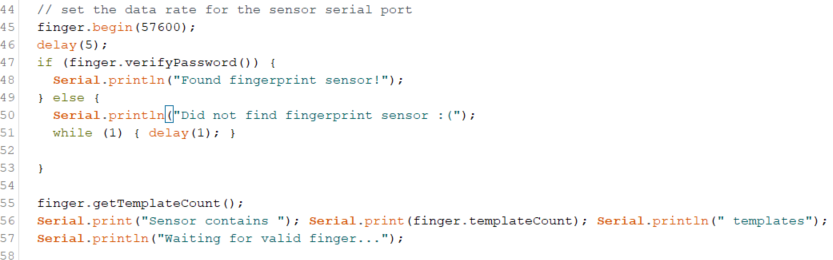 44 // set the data rate for the sensor serial port
45 finger.begin(57600);
46 delay(5);
47 if (finger.verifyPassword()) {
48 Serial.println("Found fingerprint sensor!");
49 } else {
50 Serial.println("Did not find fingerprint sensor :(");
51 while (1) { delay(1); }
52
53 }
54
55 finger.getTemplateCount();
56 Serial.print("Sensor contains "); Serial.print(finger.templateCount); Serial.println(" templates");
57 Serial.println("Waiting for valid finger...");
58